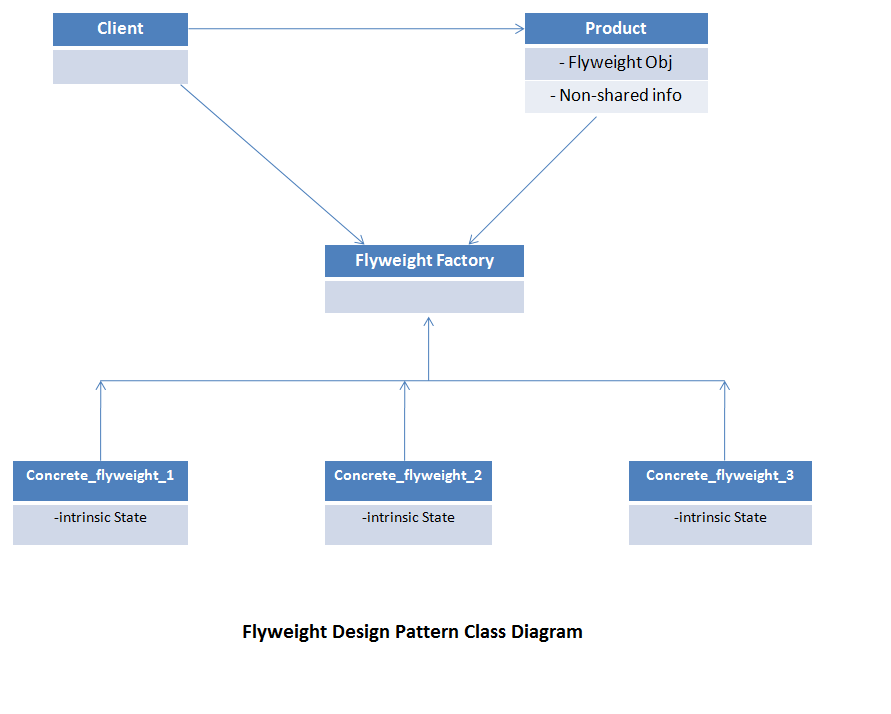 Client
Product
- Flyweight Obj
- Non-shared info
Flyweight Factory
Concrete_flyweight_1
-intrinsic State
Concrete_flyweight_2
-intrinsic State
Concrete_flyweight_3
-intrinsic State
Flyweight Design Pattern Class Diagram